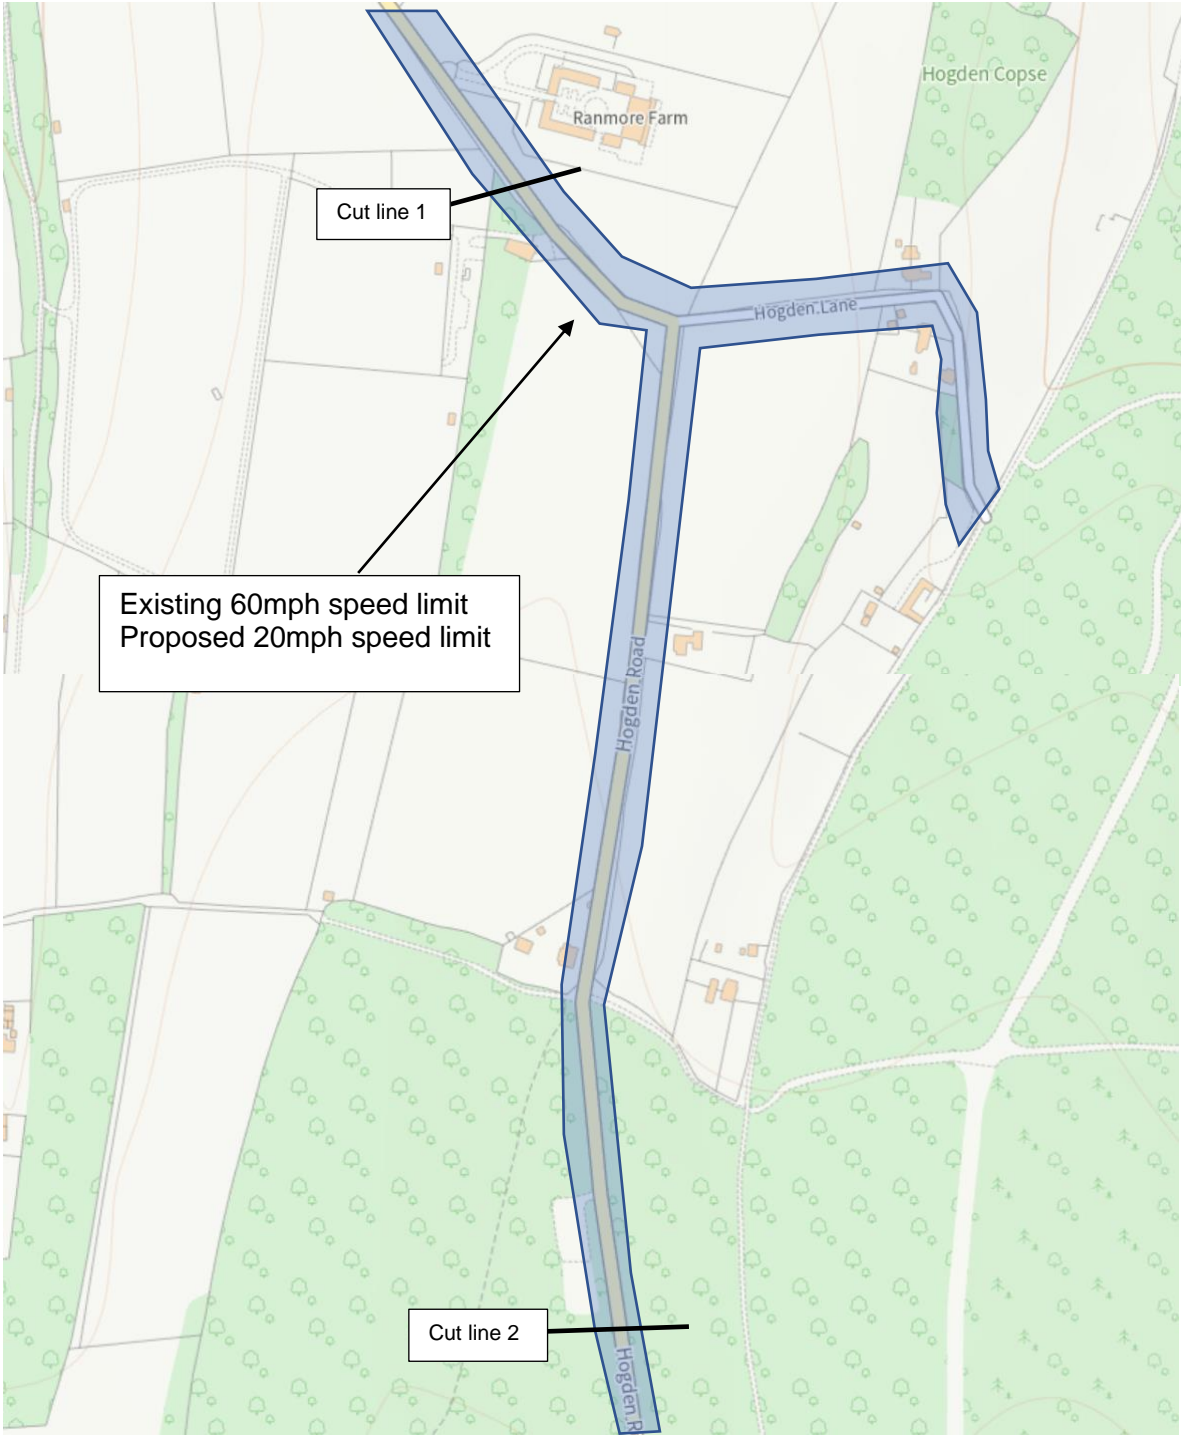 Hogden Copse
Ranmore Farm
Cut line 1
Hogden Lane
Existing 60mph speed limit
Proposed 20mph speed limit
Hogden Road
Cut line 2
Hogden R